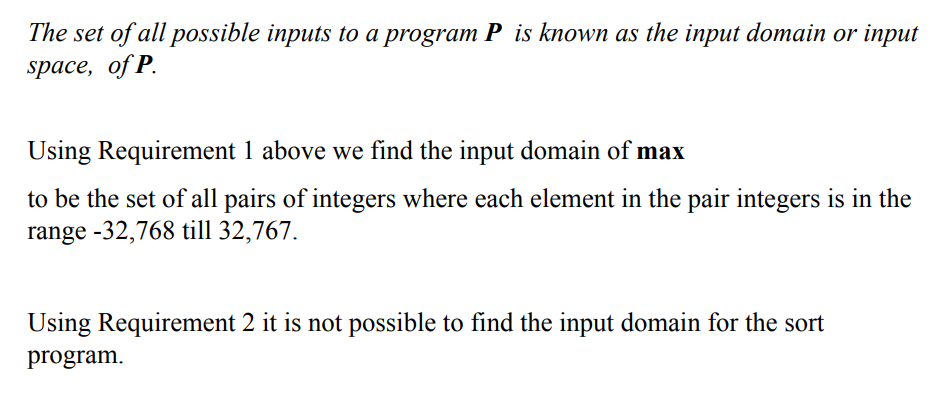 The set of all possible inputs to a program P is known as the input domain or input
space, of P.
Using Requirement 1 above we find the input domain of max
to be the set of all pairs of integers where each element in the pair integers is in the
range -32,768 till 32,767.
Using Requirement 2 it is not possible to find the input domain for the sort
program.